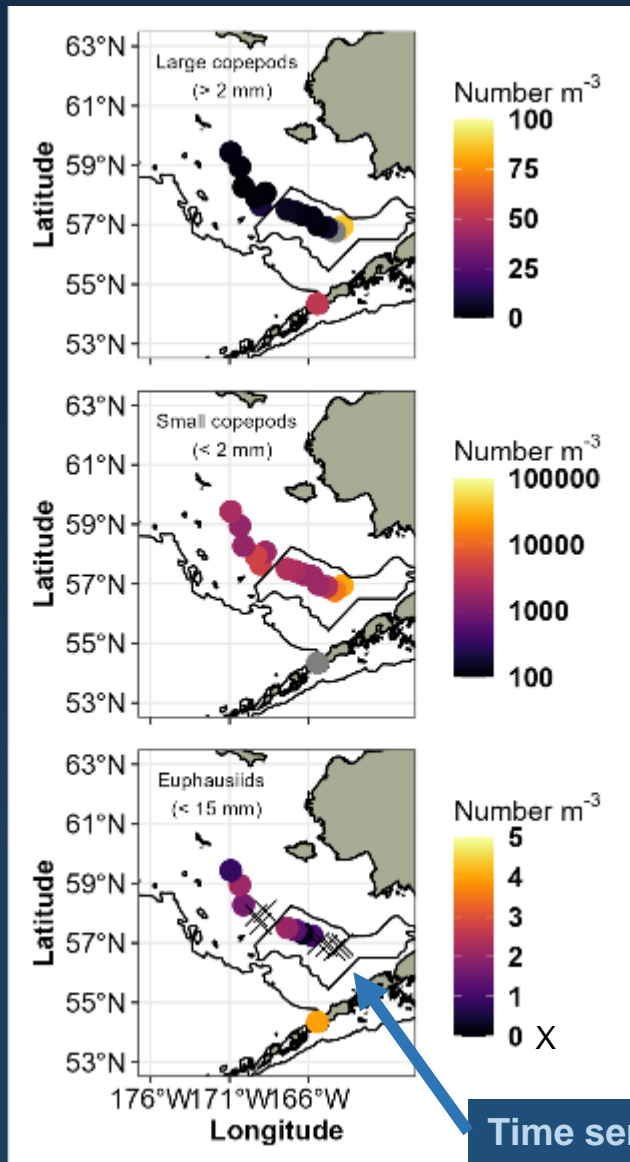 63°N
Large copepods
(> 2 mm)
61°N
59°N
57°N
55°N
53°N
Latitude
Number m-3
100
75
50
25
0
63°N
Small copepods
(< 2 mm)
61°N
59°N
57°N
55°N
53°N
Latitude
Number m-3
100000
10000
1000
100
63°N
Euphausiids
(< 15 mm)
61°N
59°N
57°N
55°N
53°N
Latitude
Number m-3
5
4
3
2
1
0 X
176°W 171°W 166°W
Longitude
Time ser